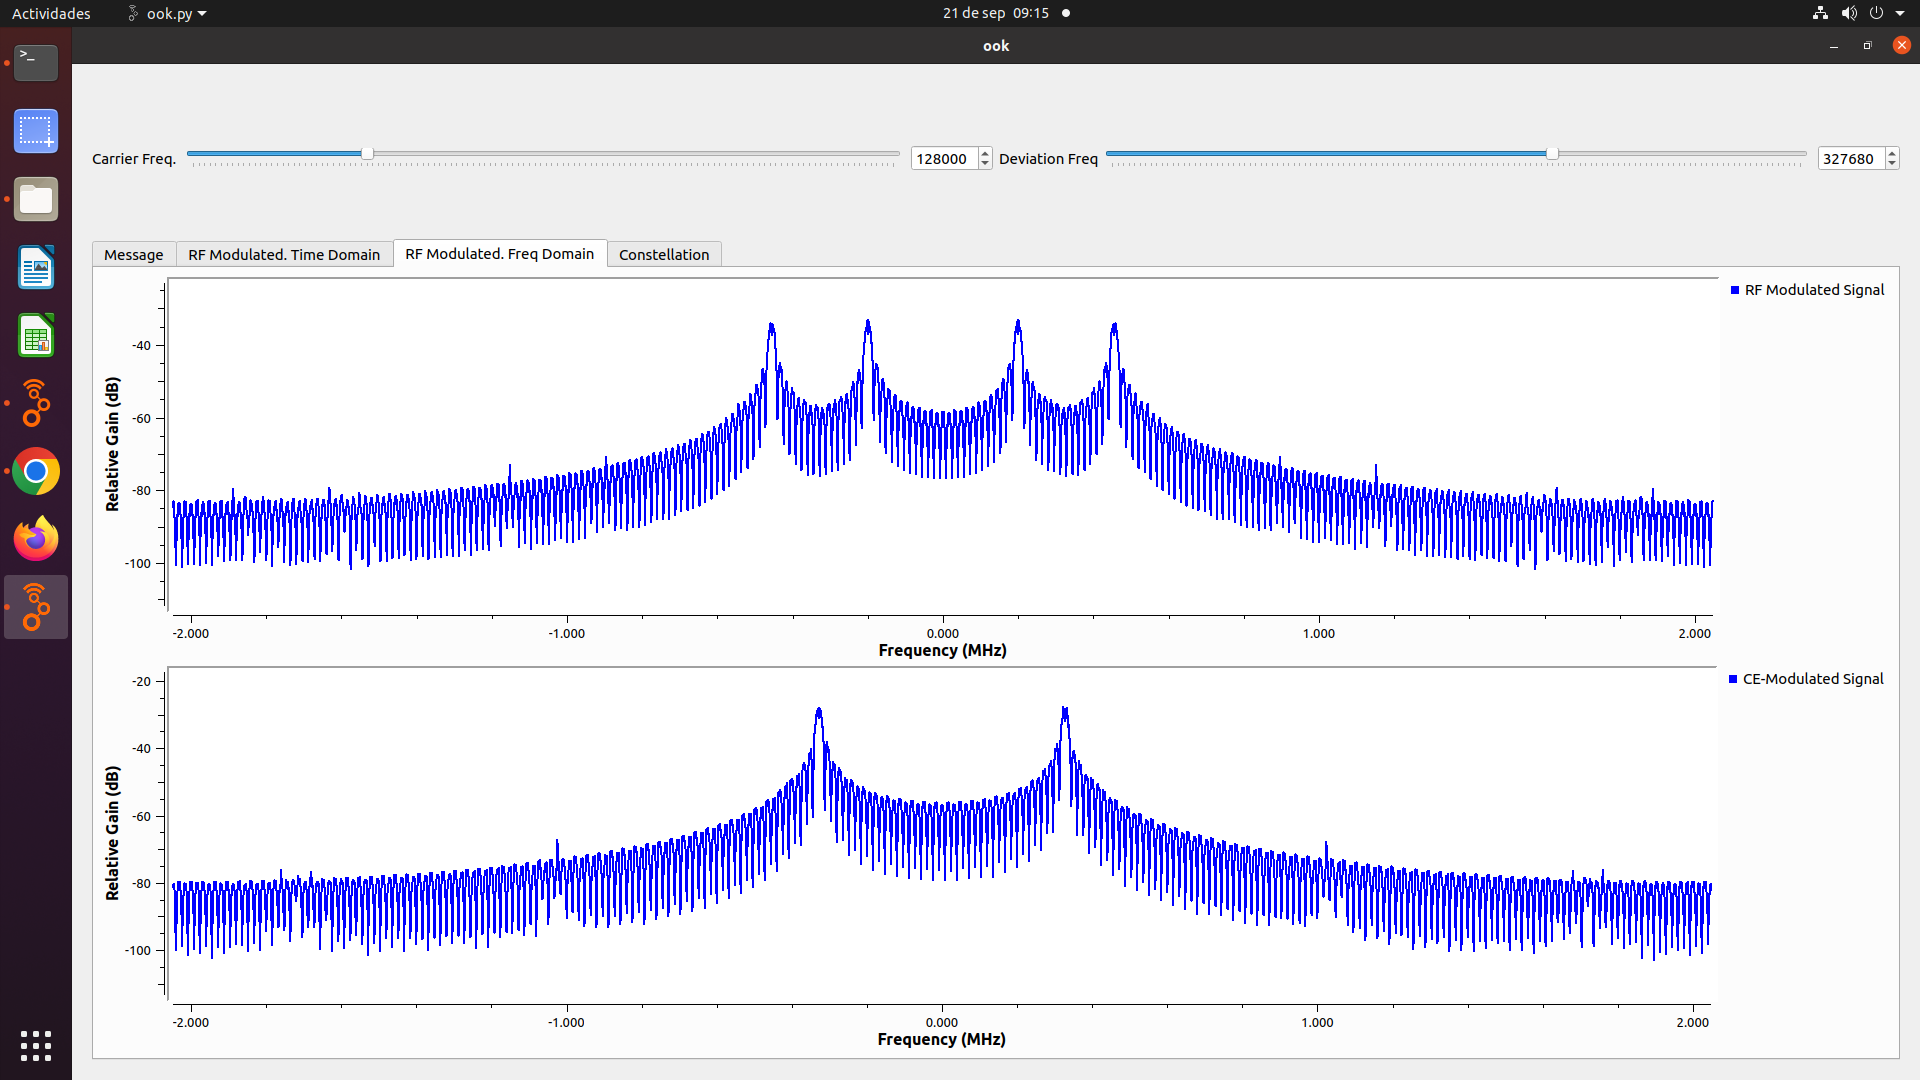 Actividades ook.py 21 de sep 09:15
ook
Carrier Freq. 128000 Deviation Freq 327680
Message RF Modulated. Time Domain RF Modulated. Freq Domain Constellation
RF Modulated Signal
Relative Gain (dB)
-40
-60
-80
-100
-2.000 -1.000 0.000 1.000 2.000
Frequency (MHz)
CE-Modulated Signal
Relative Gain (dB)
-20
-40
-60
-80
-100
-2.000 -1.000 0.000 1.000 2.000
Frequency (MHz)